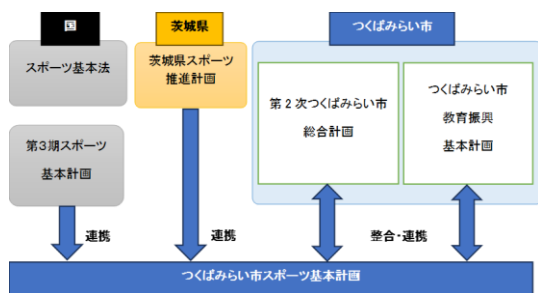 国
スポーツ基本法
第3期スポーツ
基本計画
連携
茨城県
茨城県スポーツ
推進計画
連携
つくばみらい市
第2次つくばみらい市
総合計画
つくばみらい市
教育振興
基本計画
整合・連携
つくばみらい市スポーツ基本計画